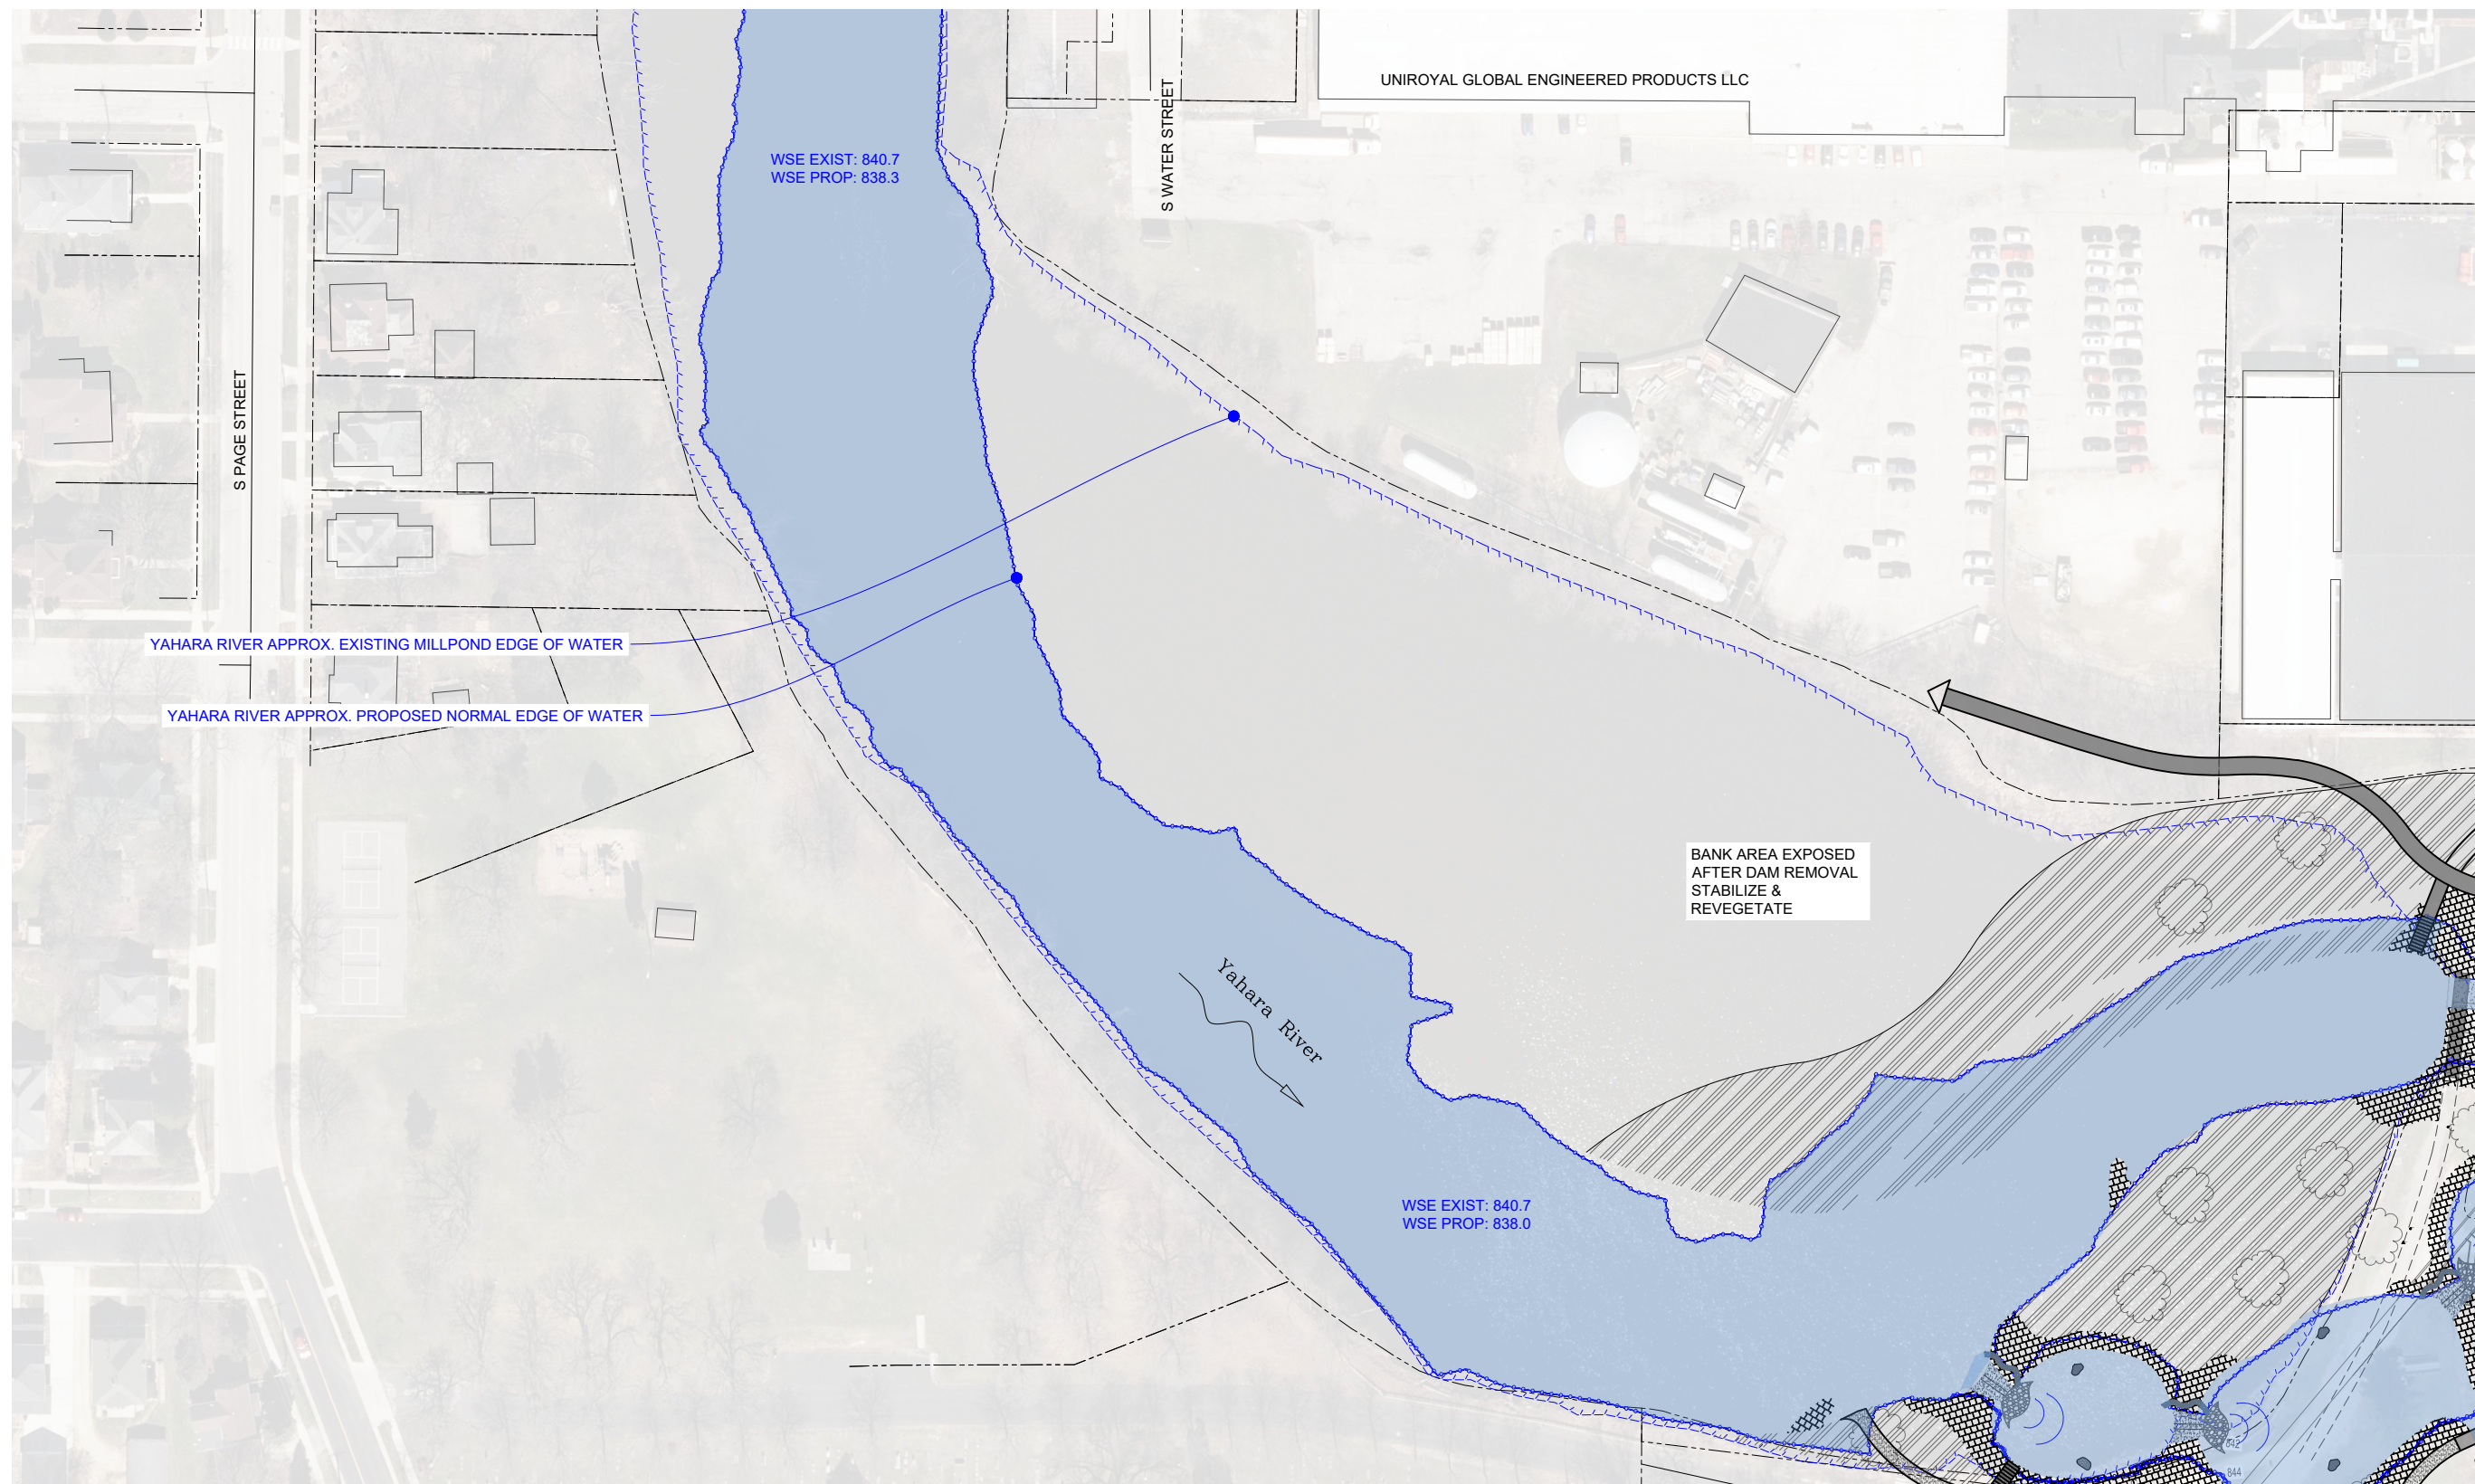 UNIROYAL GLOBAL ENGINEERED PRODUCTS LLC
S WATER STREET
WSE EXIST: 840.7
WSE PROP: 838.3
S PAGE STREET
YAHARA RIVER APPROX. EXISTING MILLPOND EDGE OF WATER
YAHARA RIVER APPROX. PROPOSED NORMAL EDGE OF WATER
BANK AREA EXPOSED
AFTER DAM REMOVAL
STABILIZE &
REVEGETATE
Yahara River
WSE EXIST: 840.7
WSE PROP: 838.0
842
844